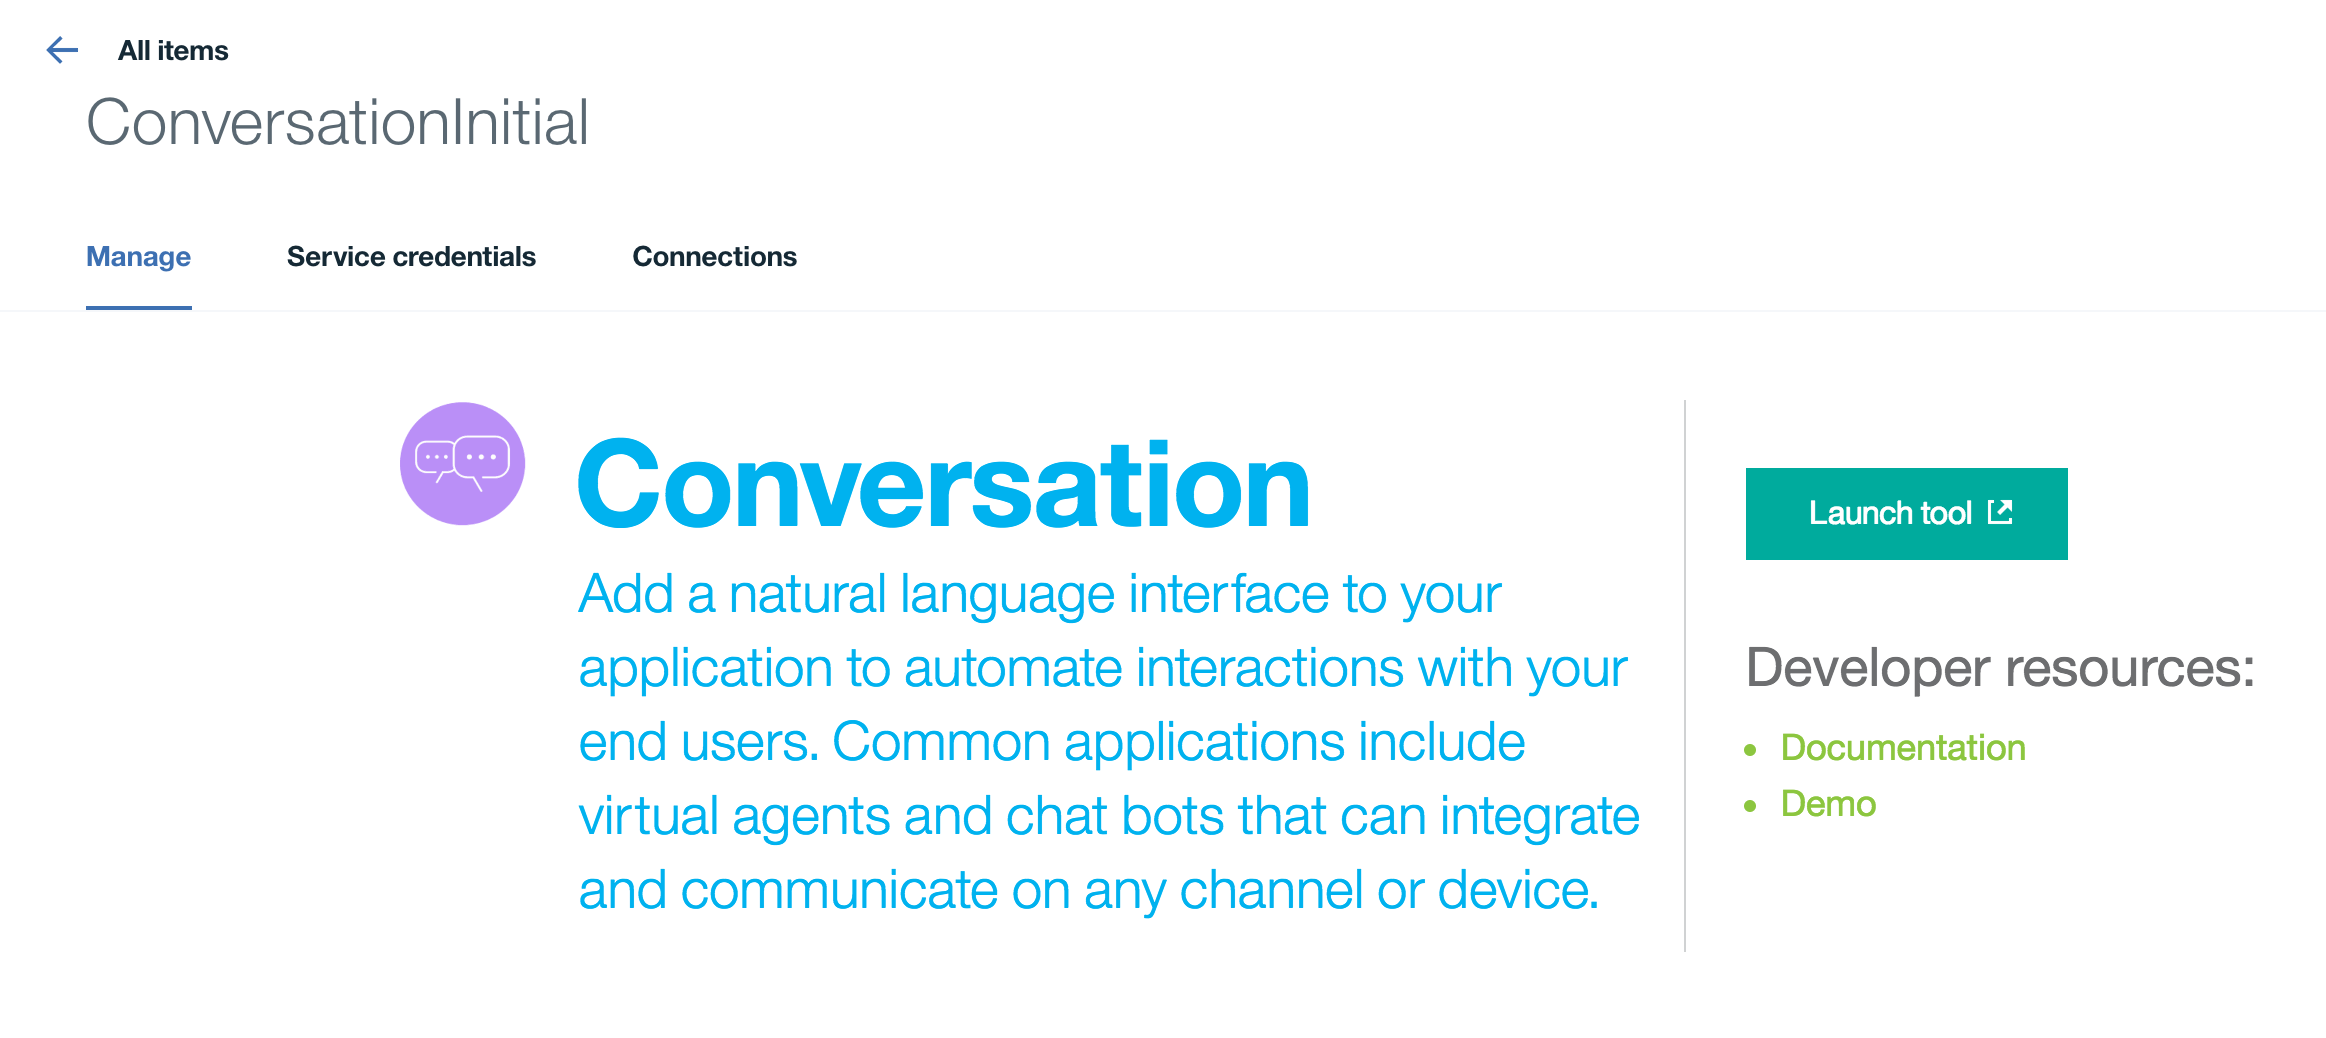 All items
ConversationInitial
Manage
Service credentials
Connections
Conversation
Add a natural language interface to your
application to automate interactions with your
end users. Common applications include
virtual agents and chat bots that can integrate
and communicate on any channel or device.
Launch tool
Developer resources:
Documentation
Demo